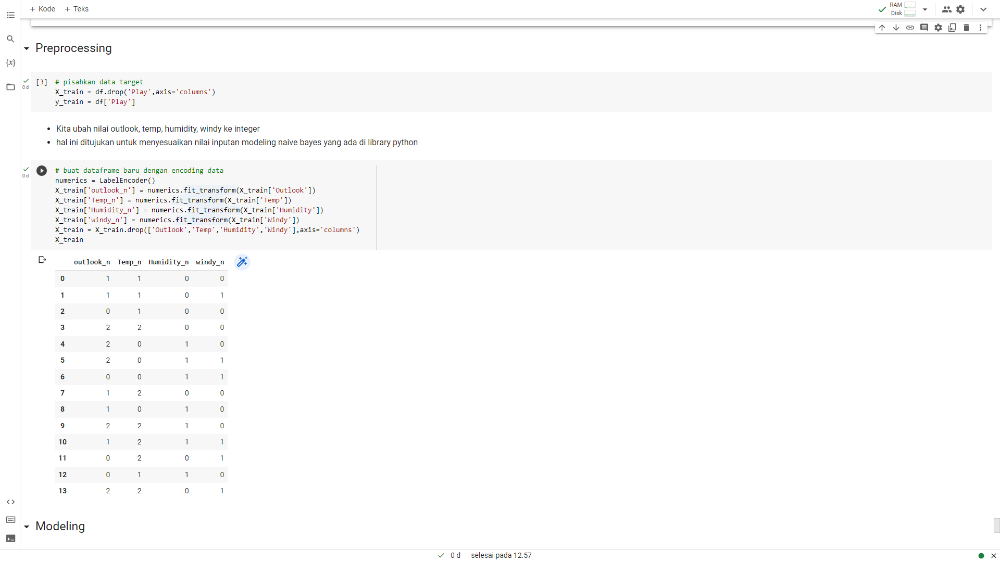 + Kode + Teks
RAM
Disk
Preprocessing
0 d
[3] # pisahkan data target
X_train = df.drop('Play',axis='columns')
y_train = df['Play']
• Kita ubah nilai outlook, temp, humidity, windy ke integer
• hal ini ditujukan untuk menyesuaikan nilai inputan modeling naive bayes yang ada di library python
0 d
# buat dataframe baru dengan encoding data
numerics = LabelEncoder()
X_train['outlook_n'] = numerics.fit_transform(X_train['Outlook'])
X_train['Temp_n'] = numerics.fit_transform(X_train['Temp'])
X_train['Humidity_n'] = numerics.fit_transform(X_train['Humidity'])
X_train['windy_n'] = numerics.fit_transform(X_train['Windy'])
X_train = X_train.drop(['Outlook','Temp','Humidity','Windy'],axis='columns')
X_train
outlook_n Temp_n Humidity_n windy_n
0 1 1 0 0
1 1 1 0 1
2 0 1 0 0
3 2 2 0 0
4 2 0 1 0
5 2 0 1 1
6 0 0 1 1
7 1 2 0 0
8 1 0 1 0
9 2 2 1 0
10 1 2 1 1
11 0 2 0 1
12 0 1 1 0
13 2 2 0 1
Modeling
0 d selesai pada 12.57